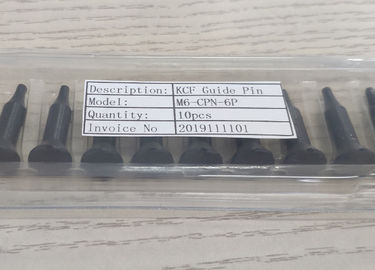 Description: KCF Guide Pin
Model: M6-CPN-6P
Quantity: 10pcs
Invoice No 2019111101